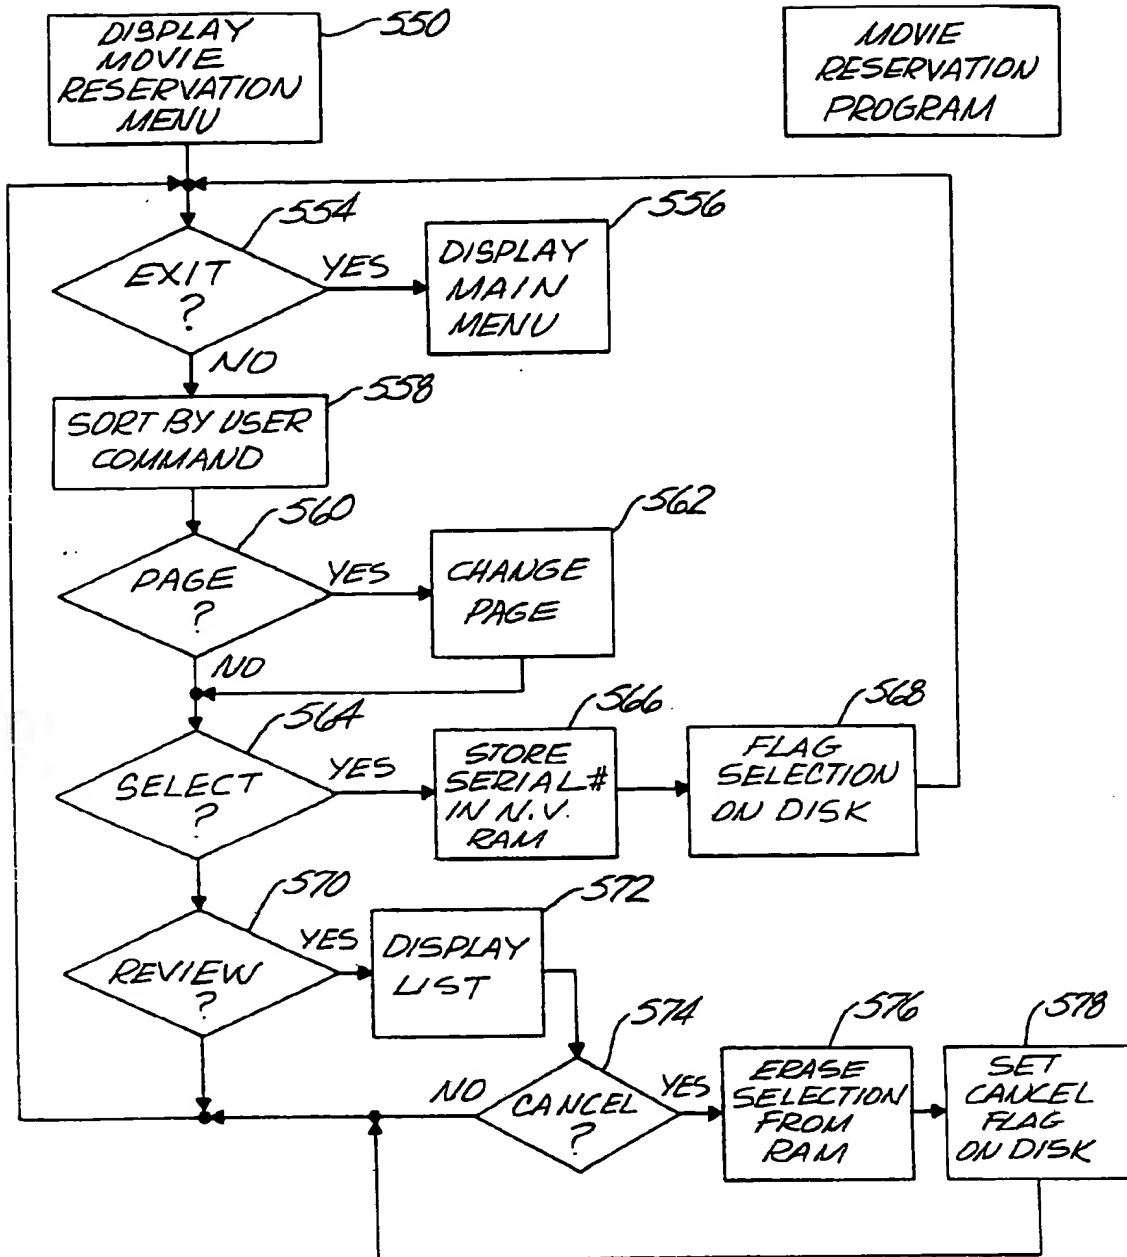 DISPLAY
MOVIE
RESERVATION
MENU
550
MOVIE
RESERVATION
PROGRAM
554
EXIT
?
YES
NO
556
DISPLAY
MAIN
MENU
558
SORT BY USER
COMMAND
560
PAGE
?
YES
NO
562
CHANGE
PAGE
564
SELECT
?
YES
566
STORE
SERIAL #
IN N.V.
RAM
568
FLAG
SELECTION
ON DISK
570
REVIEW
?
YES
572
DISPLAY
LIST
574
CANCEL
?
NO
YES
576
ERASE
SELECTION
FROM
RAM
578
SET
CANCEL
FLAG
ON DISK